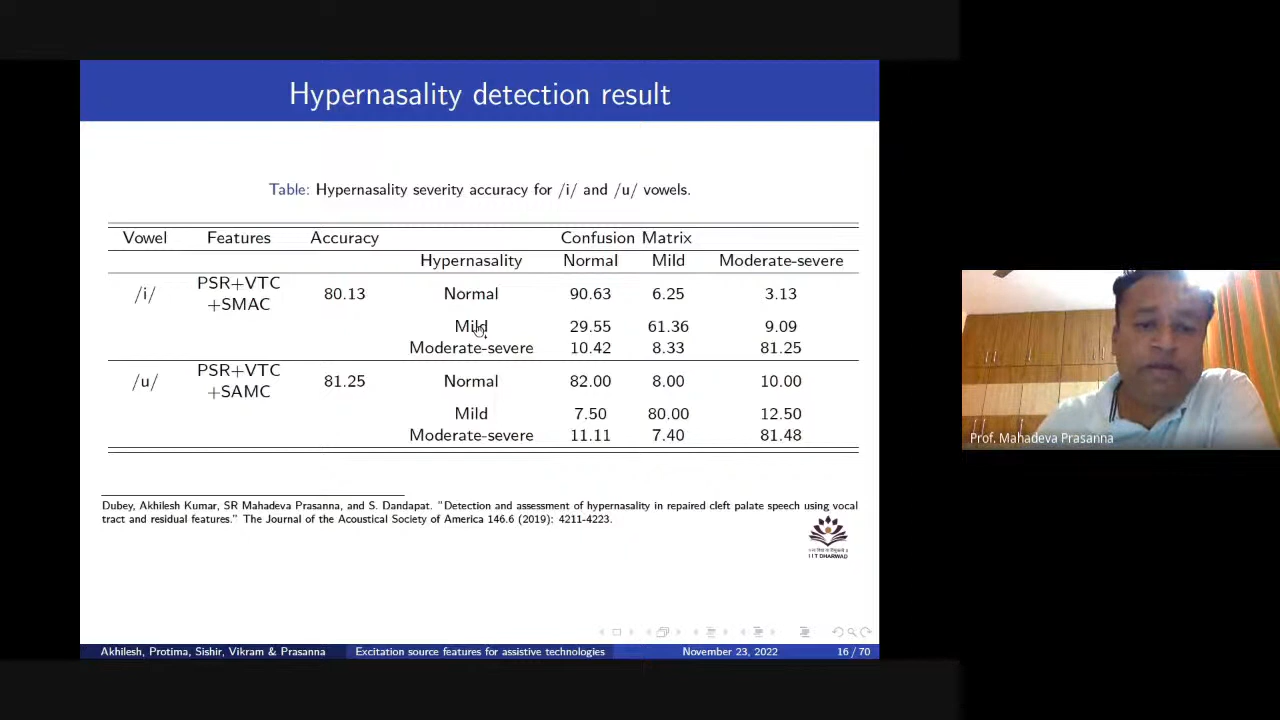 Hypernasality detection result
Table: Hypernasality severity accuracy for /i/ and /u/ vowels.
Vowel Features Accuracy Confusion Matrix
Hypernasality Normal Mild Moderate-severe
/i/ PSR+VTC +SMAC 80.13 Normal 90.63 6.25 3.13
Mild 29.55 61.36 9.09
Moderate-severe 10.42 8.33 81.25
/u/ PSR+VTC +SAMC 81.25 Normal 82.00 8.00 10.00
Mild 7.50 80.00 12.50
Moderate-severe 11.11 7.40 81.48
Dubey, Akhilesh Kumar, SR Mahadeva Prasanna, and S. Dandapat. "Detection and assessment of hypernasality in repaired cleft palate speech using vocal
tract and residual features." The Journal of the Acoustical Society of America 146.6 (2019): 4211-4223.
IIT DHARWAD
Akhilesh, Protima, Sishir, Vikram & Prasanna Excitation source features for assistive technologies November 23, 2022 16 / 70
Prof. Mahadeva Prasanna